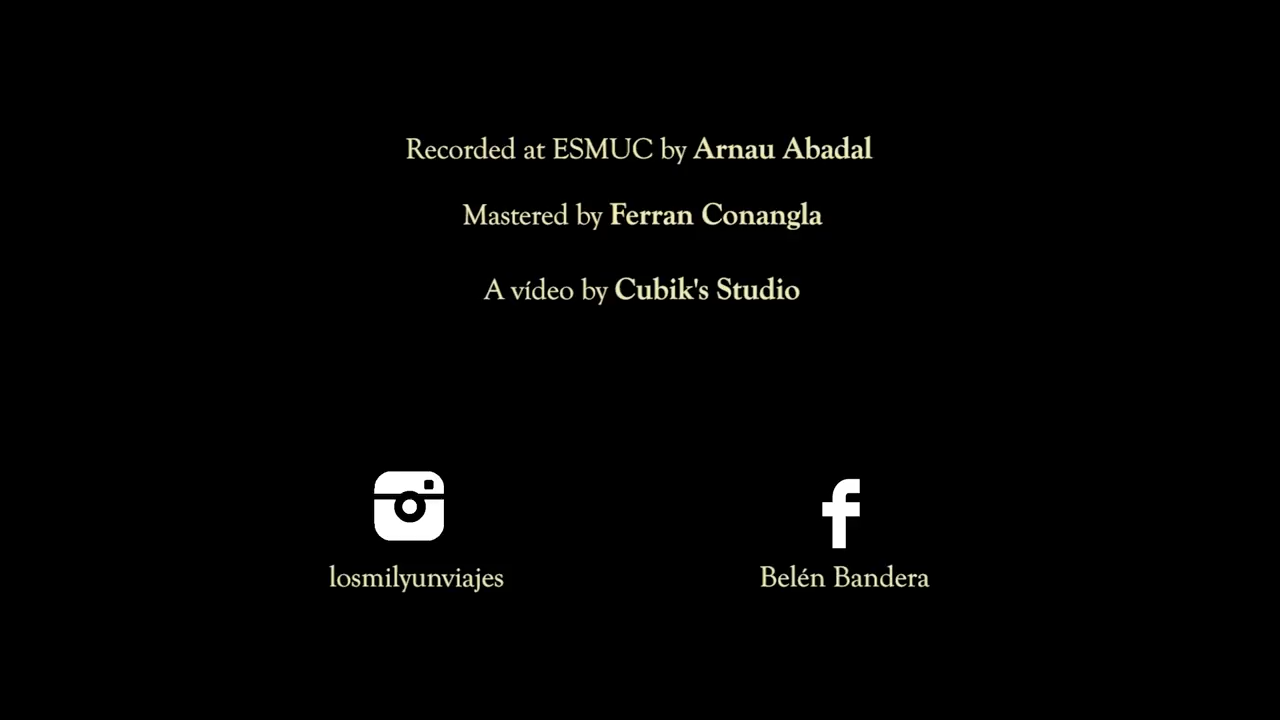 Recorded at ESMUC by Arnau Abadal
Mastered by Ferran Conangla
A vídeo by Cubik's Studio
losmilyunviajes
Belén Bandera